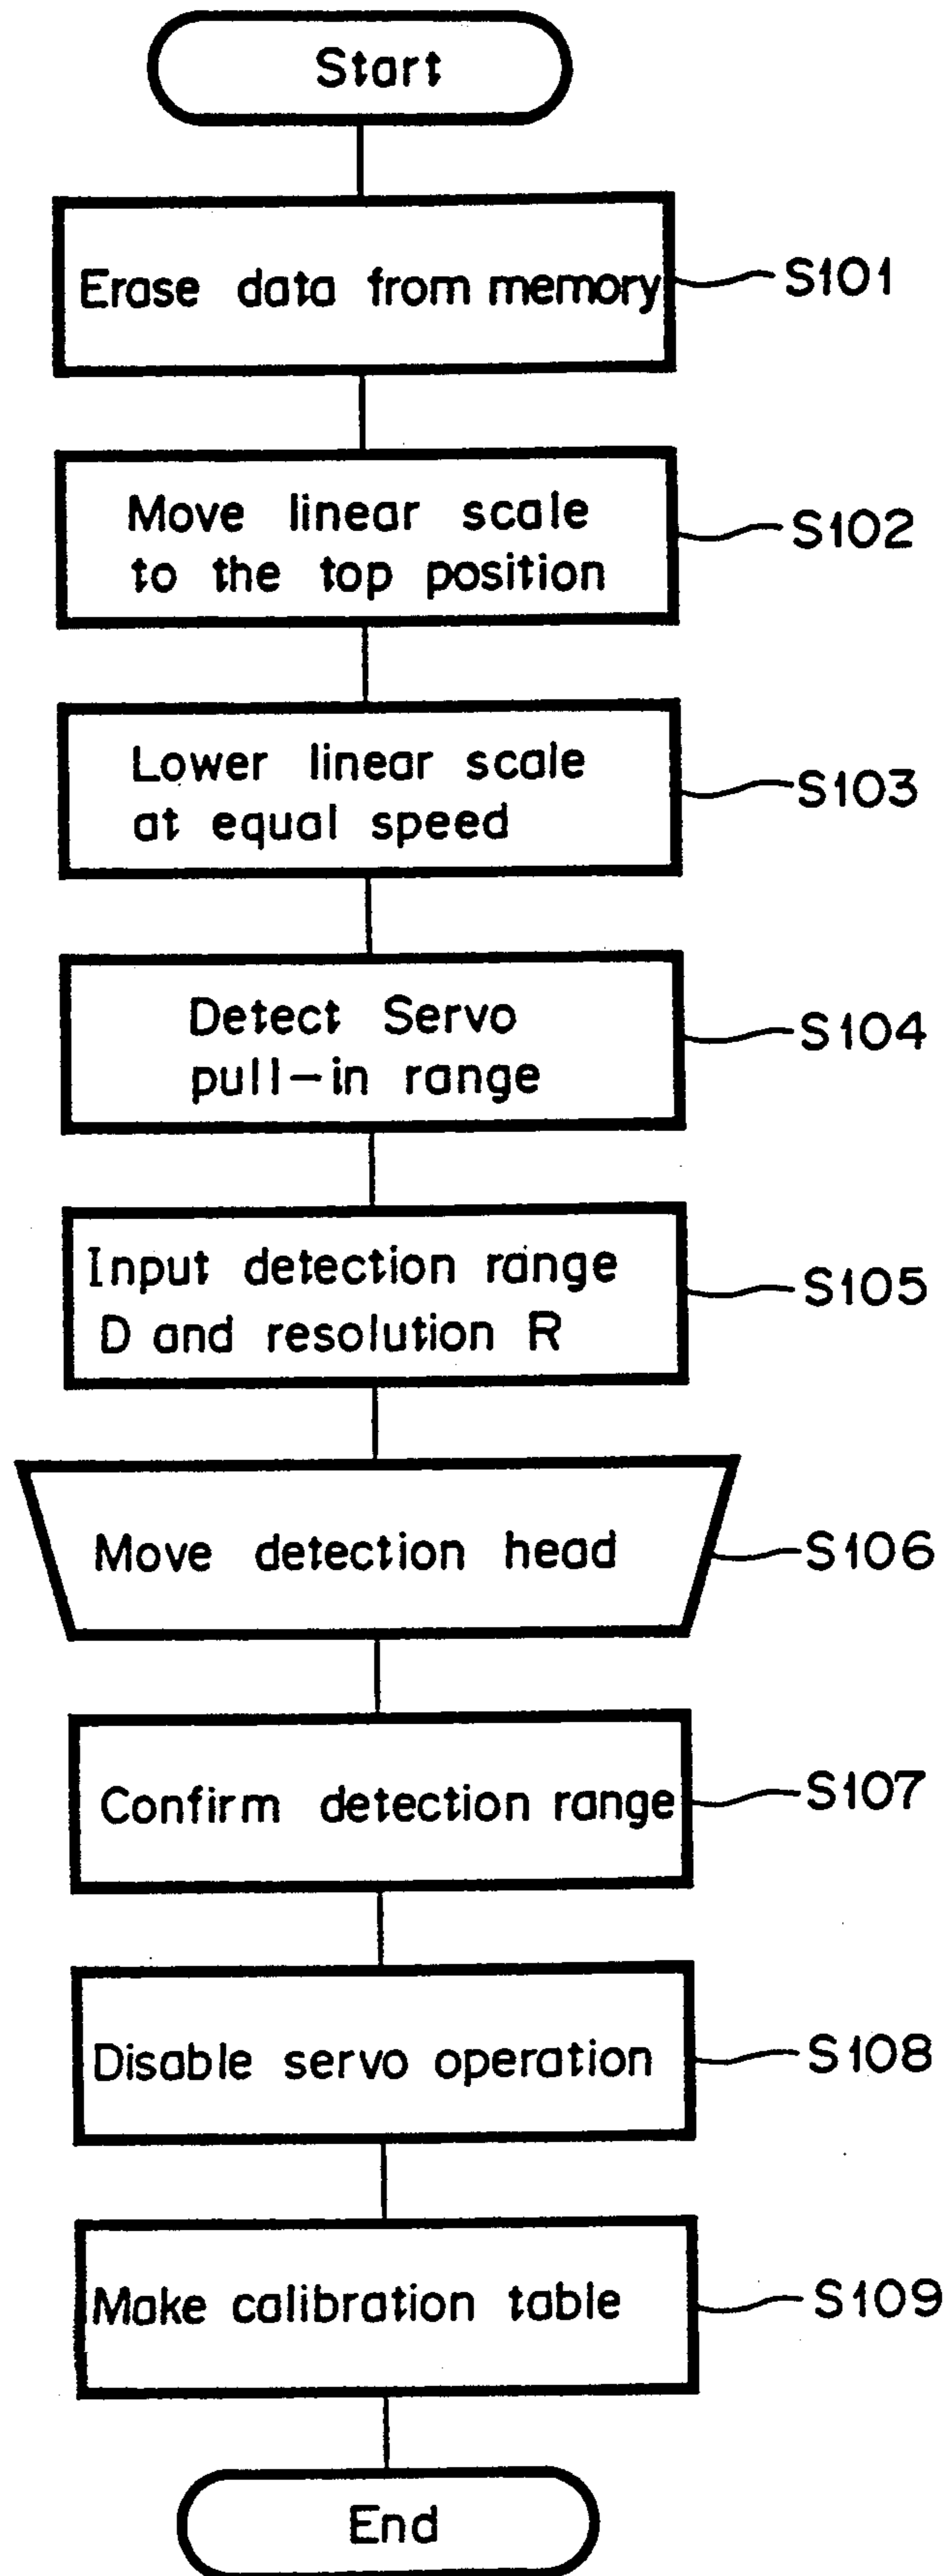 Start
Erase data from memory
S101
Move linear scale
to the top position
S102
Lower linear scale
at equal speed
S103
Detect Servo
pull-in range
S104
Input detection range
D and resolution R
S105
Move detection head
S106
Confirm detection range
S107
Disable servo operation
S108
Make calibration table
S109
End